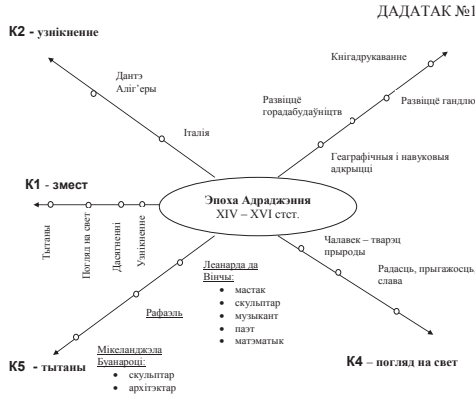 ДАДАТАК №1
К2 - узнікненне
Кнігадрукаванне
Дантэ
Аліг'еры
Развіццё
горадабудаўніцтв
Развіццё гандлю
Італія
Геаграфічныя і навуковыя
адкрыцці
К1 - змест
Эпоха Адраджэння
XIV – XVI стст.
Тытаны
Погляд на свет
Дасягненні
Узнікненне
Чалавек – тварэц
прыроды
Леанарда да
Вінчы:
• мастак
• скульптар
• музыкант
• паэт
• матэматык
Радасць, прыгажосць,
слава
Рафаэль
Мікеланджэла
Буанароці:
• скульптар
• архітэктар
К5 - тытаны
К4 – погляд на свет